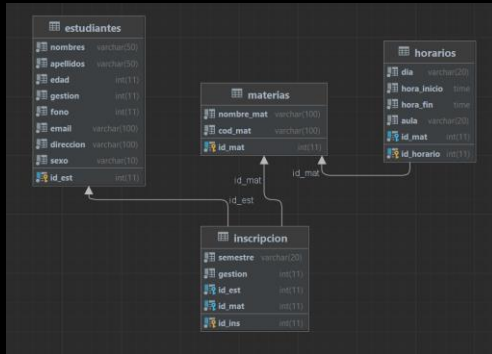 estudiantes
nombres varchar(50)
apellidos varchar(50)
edad int(11)
gestion int(11)
fono int(11)
email varchar(100)
direccion varchar(100)
sexo varchar(10)
id_est int(11)
materias
nombre_mat varchar(100)
cod_mat varchar(100)
id_mat int(11)
horarios
dia varchar(20)
hora_inicio time
hora_fin time
aula varchar(20)
id_mat int(11)
id_horario int(11)
id_mat
id_mat
id_est
inscripcion
semestre varchar(20)
gestion int(11)
id_est int(11)
id_mat int(11)
id_ins int(11)